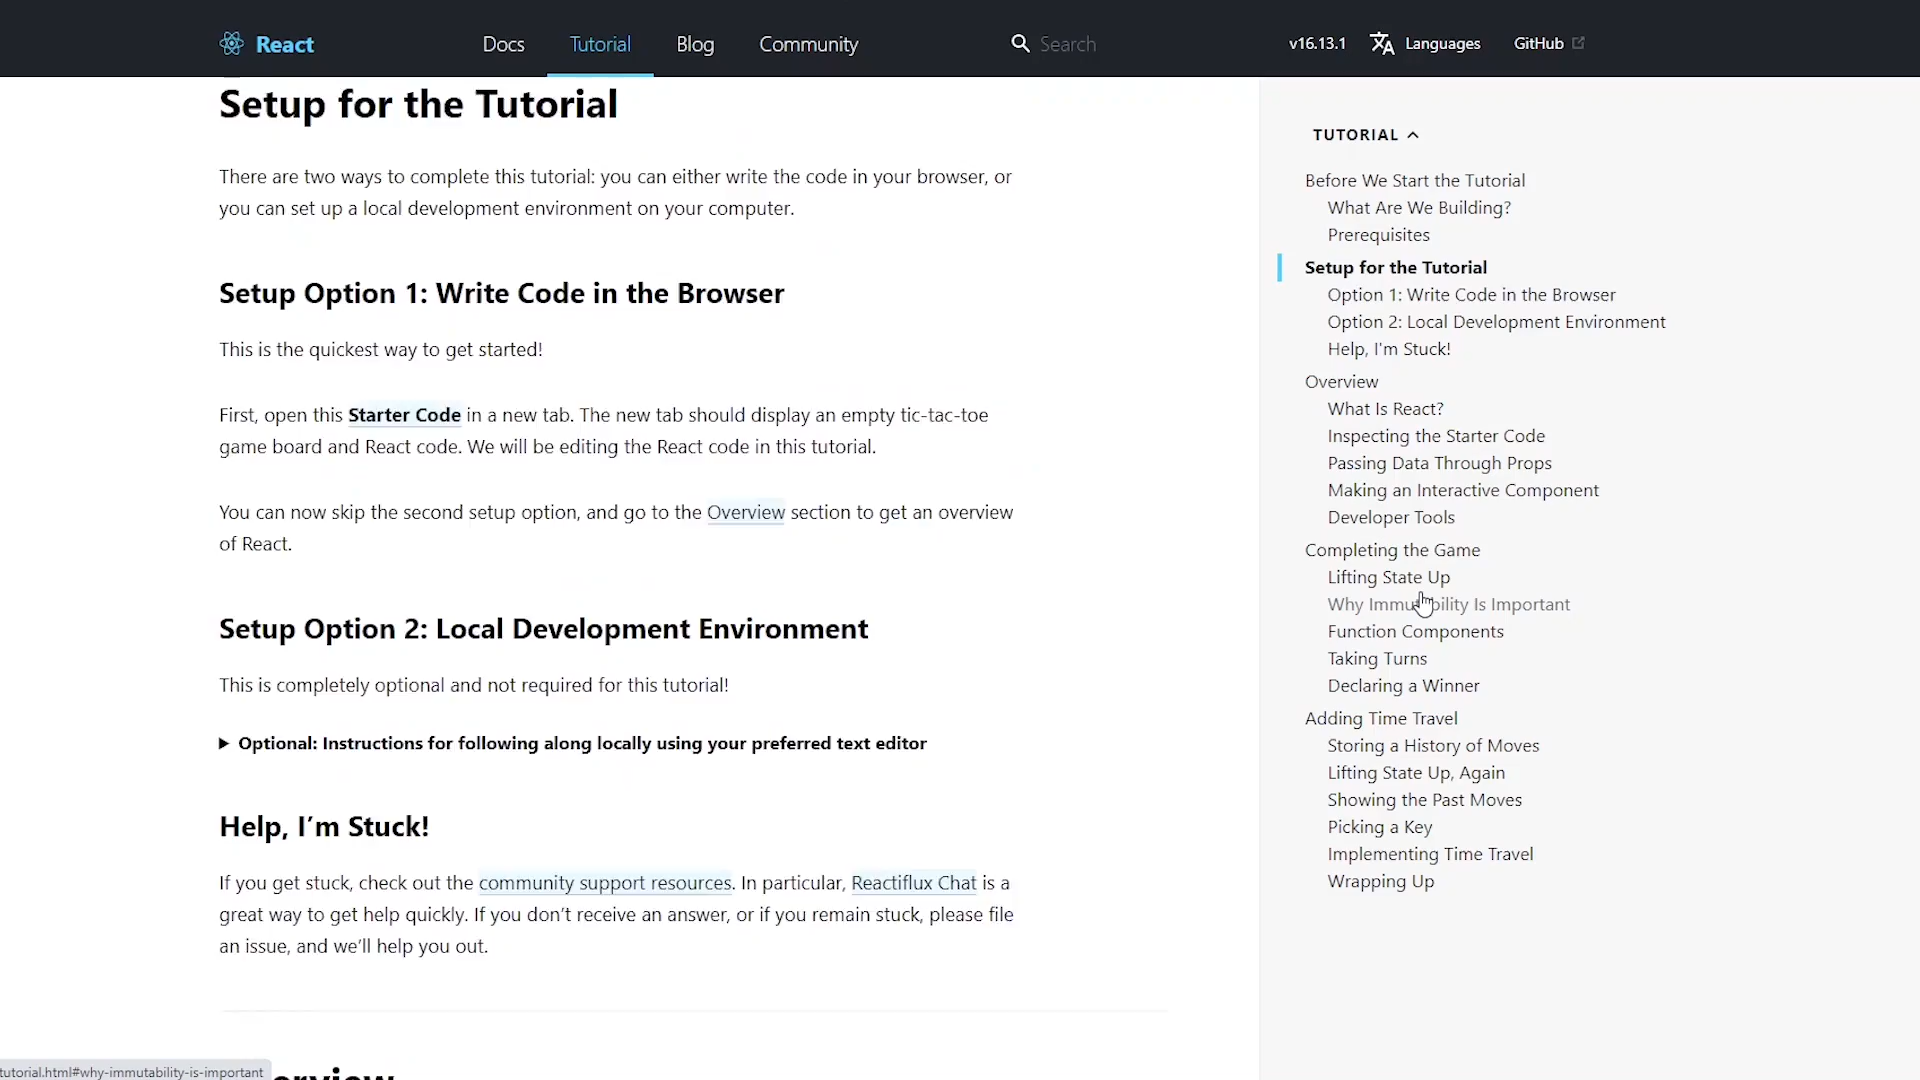 React
Docs
Tutorial
Blog
Community
Search
v16.13.1
Languages
GitHub
Setup for the Tutorial
There are two ways to complete this tutorial: you can either write the code in your browser, or
you can set up a local development environment on your computer.
Setup Option 1: Write Code in the Browser
This is the quickest way to get started!
First, open this Starter Code in a new tab. The new tab should display an empty tic-tac-toe
game board and React code. We will be editing the React code in this tutorial.
You can now skip the second setup option, and go to the Overview section to get an overview
of React.
Setup Option 2: Local Development Environment
This is completely optional and not required for this tutorial!
Optional: Instructions for following along locally using your preferred text editor
Help, I’m Stuck!
If you get stuck, check out the community support resources. In particular, Reactiflux Chat is a
great way to get help quickly. If you don’t receive an answer, or if you remain stuck, please file
an issue, and we’ll help you out.
tutorial.html#why-immutability-is-important
TUTORIAL
Before We Start the Tutorial
What Are We Building?
Prerequisites
Setup for the Tutorial
Option 1: Write Code in the Browser
Option 2: Local Development Environment
Help, I'm Stuck!
Overview
What Is React?
Inspecting the Starter Code
Passing Data Through Props
Making an Interactive Component
Developer Tools
Completing the Game
Lifting State Up
Why Immutability Is Important
Function Components
Taking Turns
Declaring a Winner
Adding Time Travel
Storing a History of Moves
Lifting State Up, Again
Showing the Past Moves
Picking a Key
Implementing Time Travel
Wrapping Up